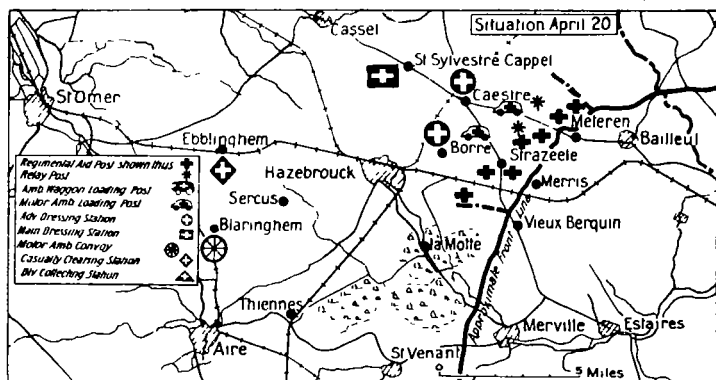 Situation April 20
Cassel
St Sylvestre Cappel
St Omer
Caestre
Meteren
Bailleul
Ebblinghem
Borre
Strazeele
Hazebrouck
Merris
Sercus
Blaringhem
Vieux Berquin
la Motte
Approximate Front Line
Thiennes
Merville
Estaires
Aire
St Venant
5 Miles
Regimental Aid Post shown thus
Relay Post
Amb Waggon Loading Post
Motor Amb Loading Post
Adv Dressing Station
Main Dressing Station
Motor Amb Convoy
Casualty Clearing Station
Div Collecting Station